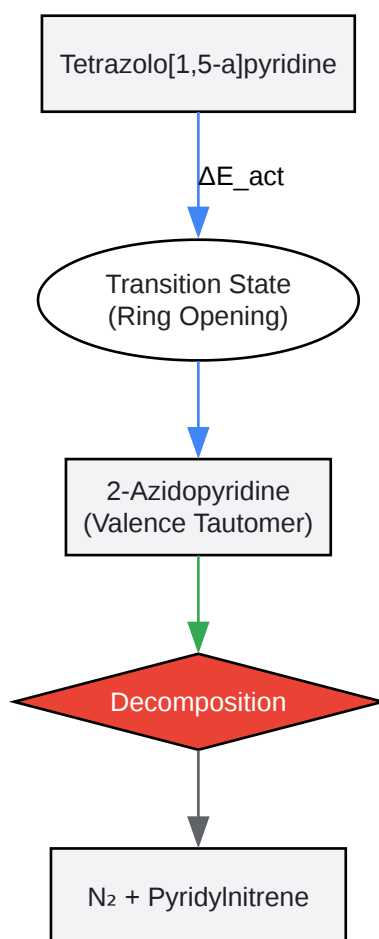 Tetrazolo[1,5-a]pyridine
ΔE_act
Transition State
(Ring Opening)
2-Azidopyridine
(Valence Tautomer)
Decomposition
N₂ + Pyridylnitrene